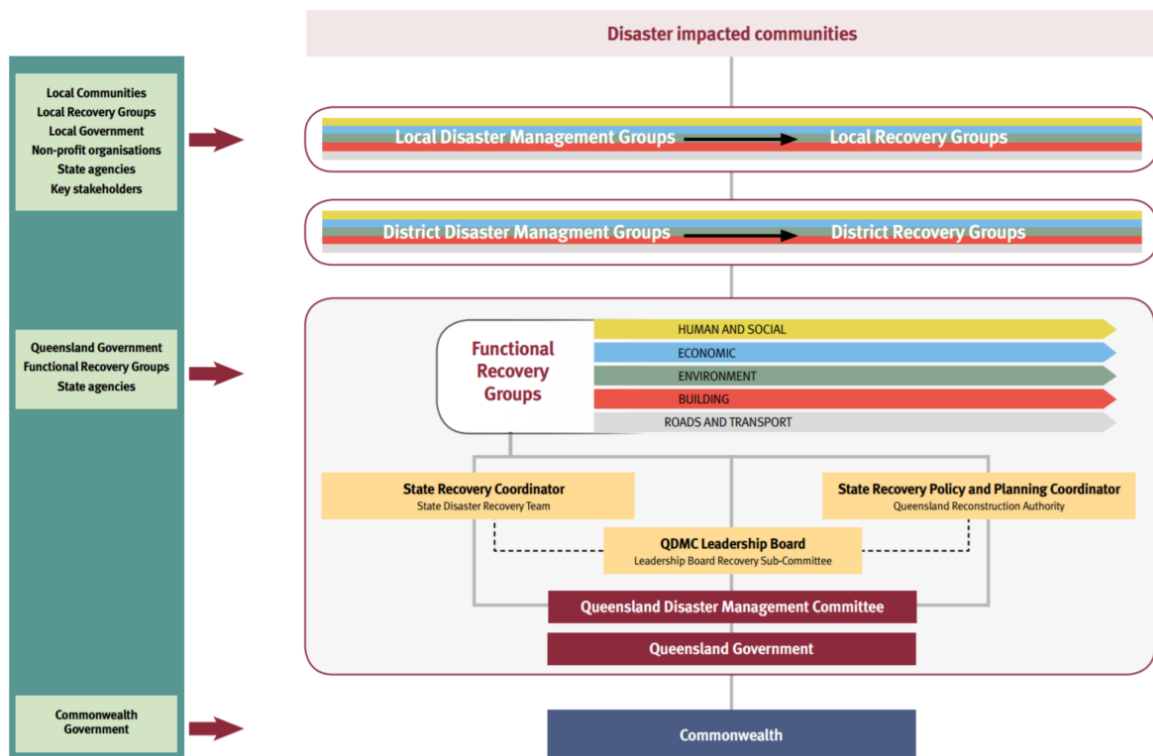 Disaster impacted communities
Local Communities
Local Recovery Groups
Local Government
Non-profit organisations
State agencies
Key stakeholders
Local Disaster Management Groups
Local Recovery Groups
District Disaster Managment Groups
District Recovery Groups
Queensland Government
Functional Recovery Groups
State agencies
Functional
Recovery
Groups
HUMAN AND SOCIAL
ECONOMIC
ENVIRONMENT
BUILDING
ROADS AND TRANSPORT
State Recovery Coordinator
State Disaster Recovery Team
State Recovery Policy and Planning Coordinator
Queensland Reconstruction Authority
QDMC Leadership Board
Leadership Board Recovery Sub-Committee
Queensland Disaster Management Committee
Queensland Government
Commonwealth
Government
Commonwealth